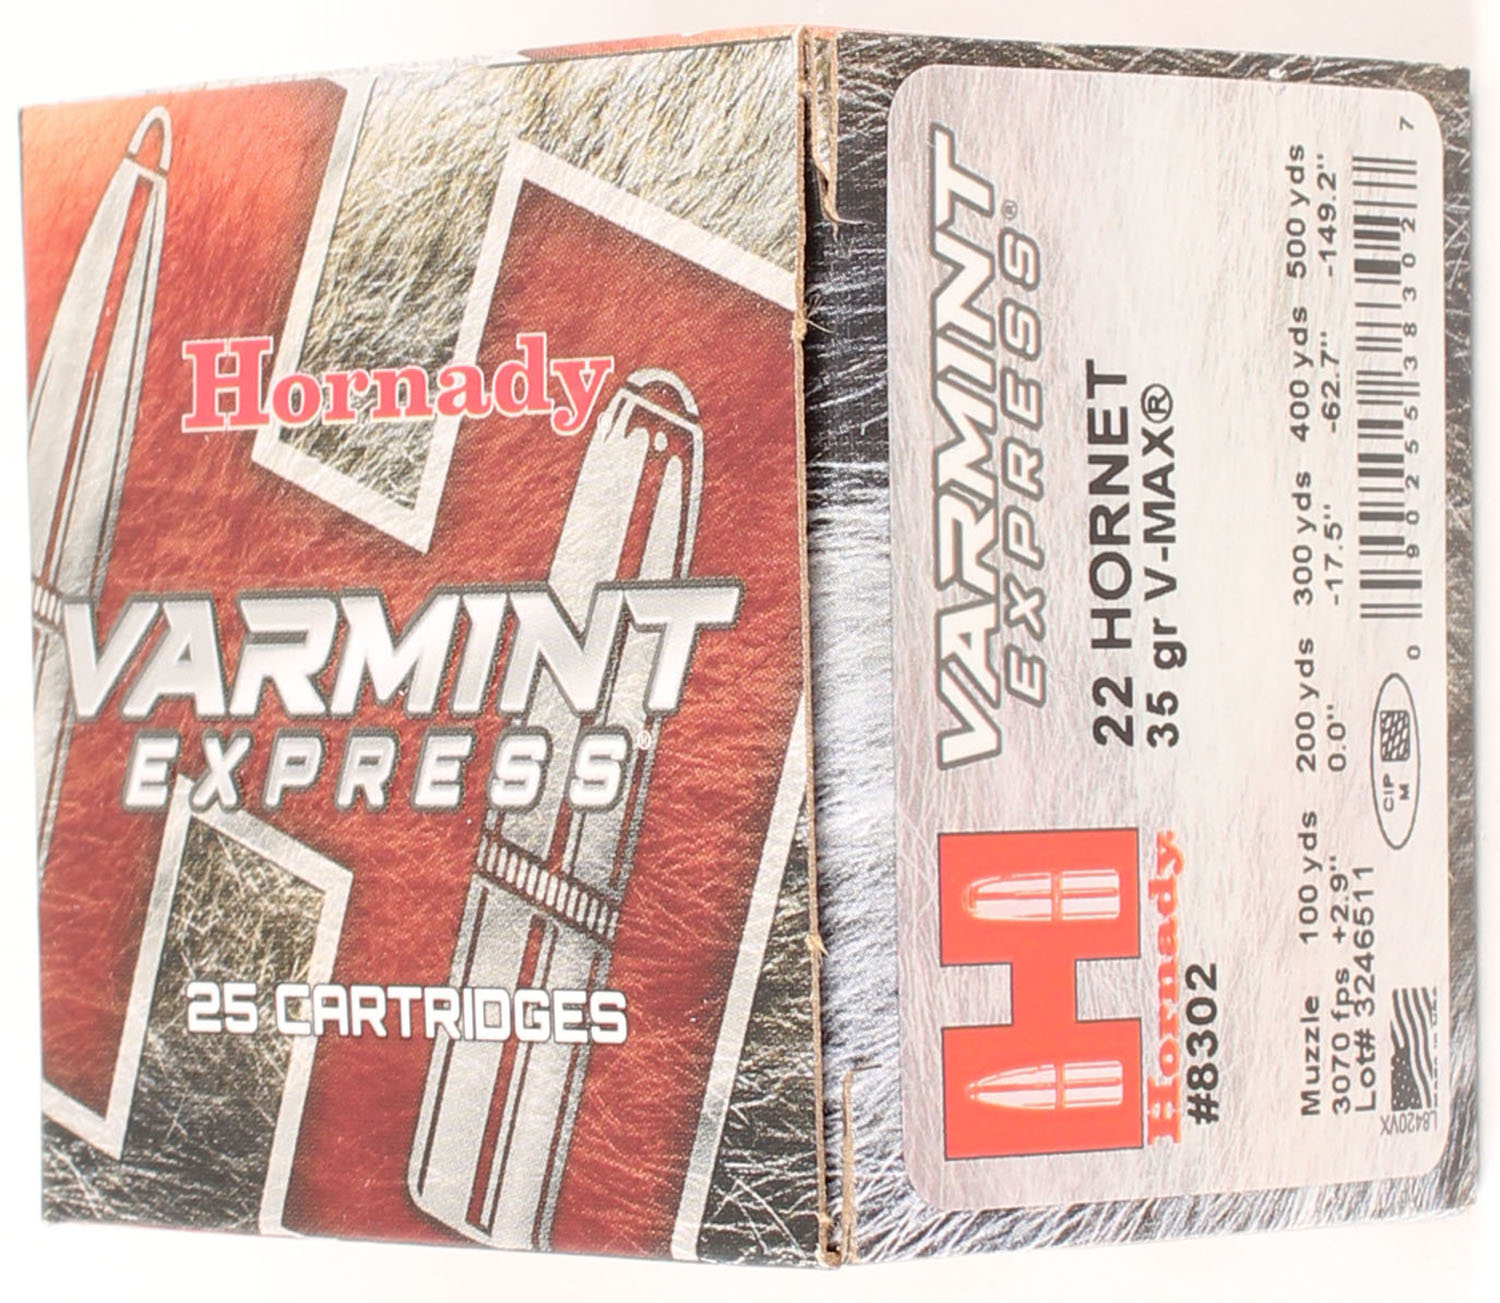 Hornady
VARMINT
EXPRESS®
25 CARTRIDGES
VARMINT
EXPRESS®
22 HORNET
35 gr V-MAX®
H
Hornady
#8302
Muzzle 100 yds 200 yds 300 yds 400 yds 500 yds
3070 fps +2.9" 0.0" -17.5" -62.7" -149.2"
Lot# 3246511
CIP
M
0 90255 38302 7
L8420VX